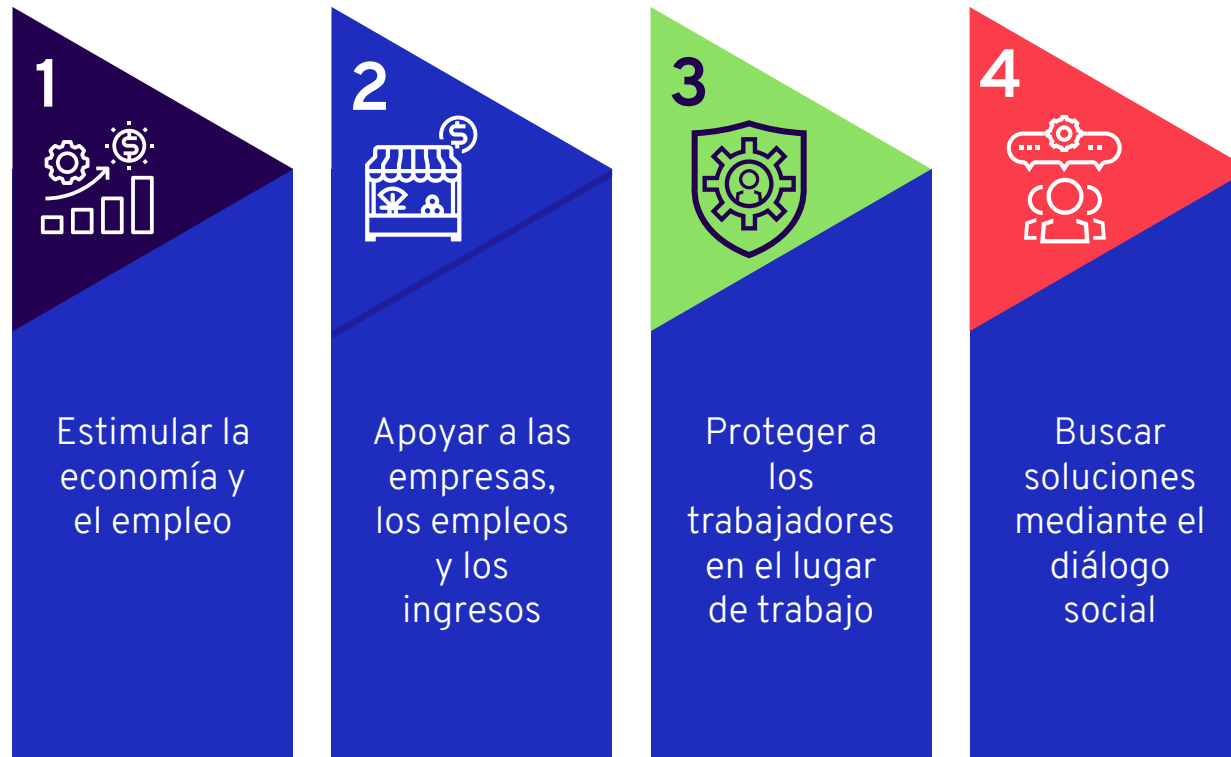 1
Estimular la
economía y
el empleo
2
Apoyar a las
empresas,
los empleos
y los
ingresos
3
Proteger a
los
trabajadores
en el lugar
de trabajo
4
Buscar
soluciones
mediante el
diálogo
social